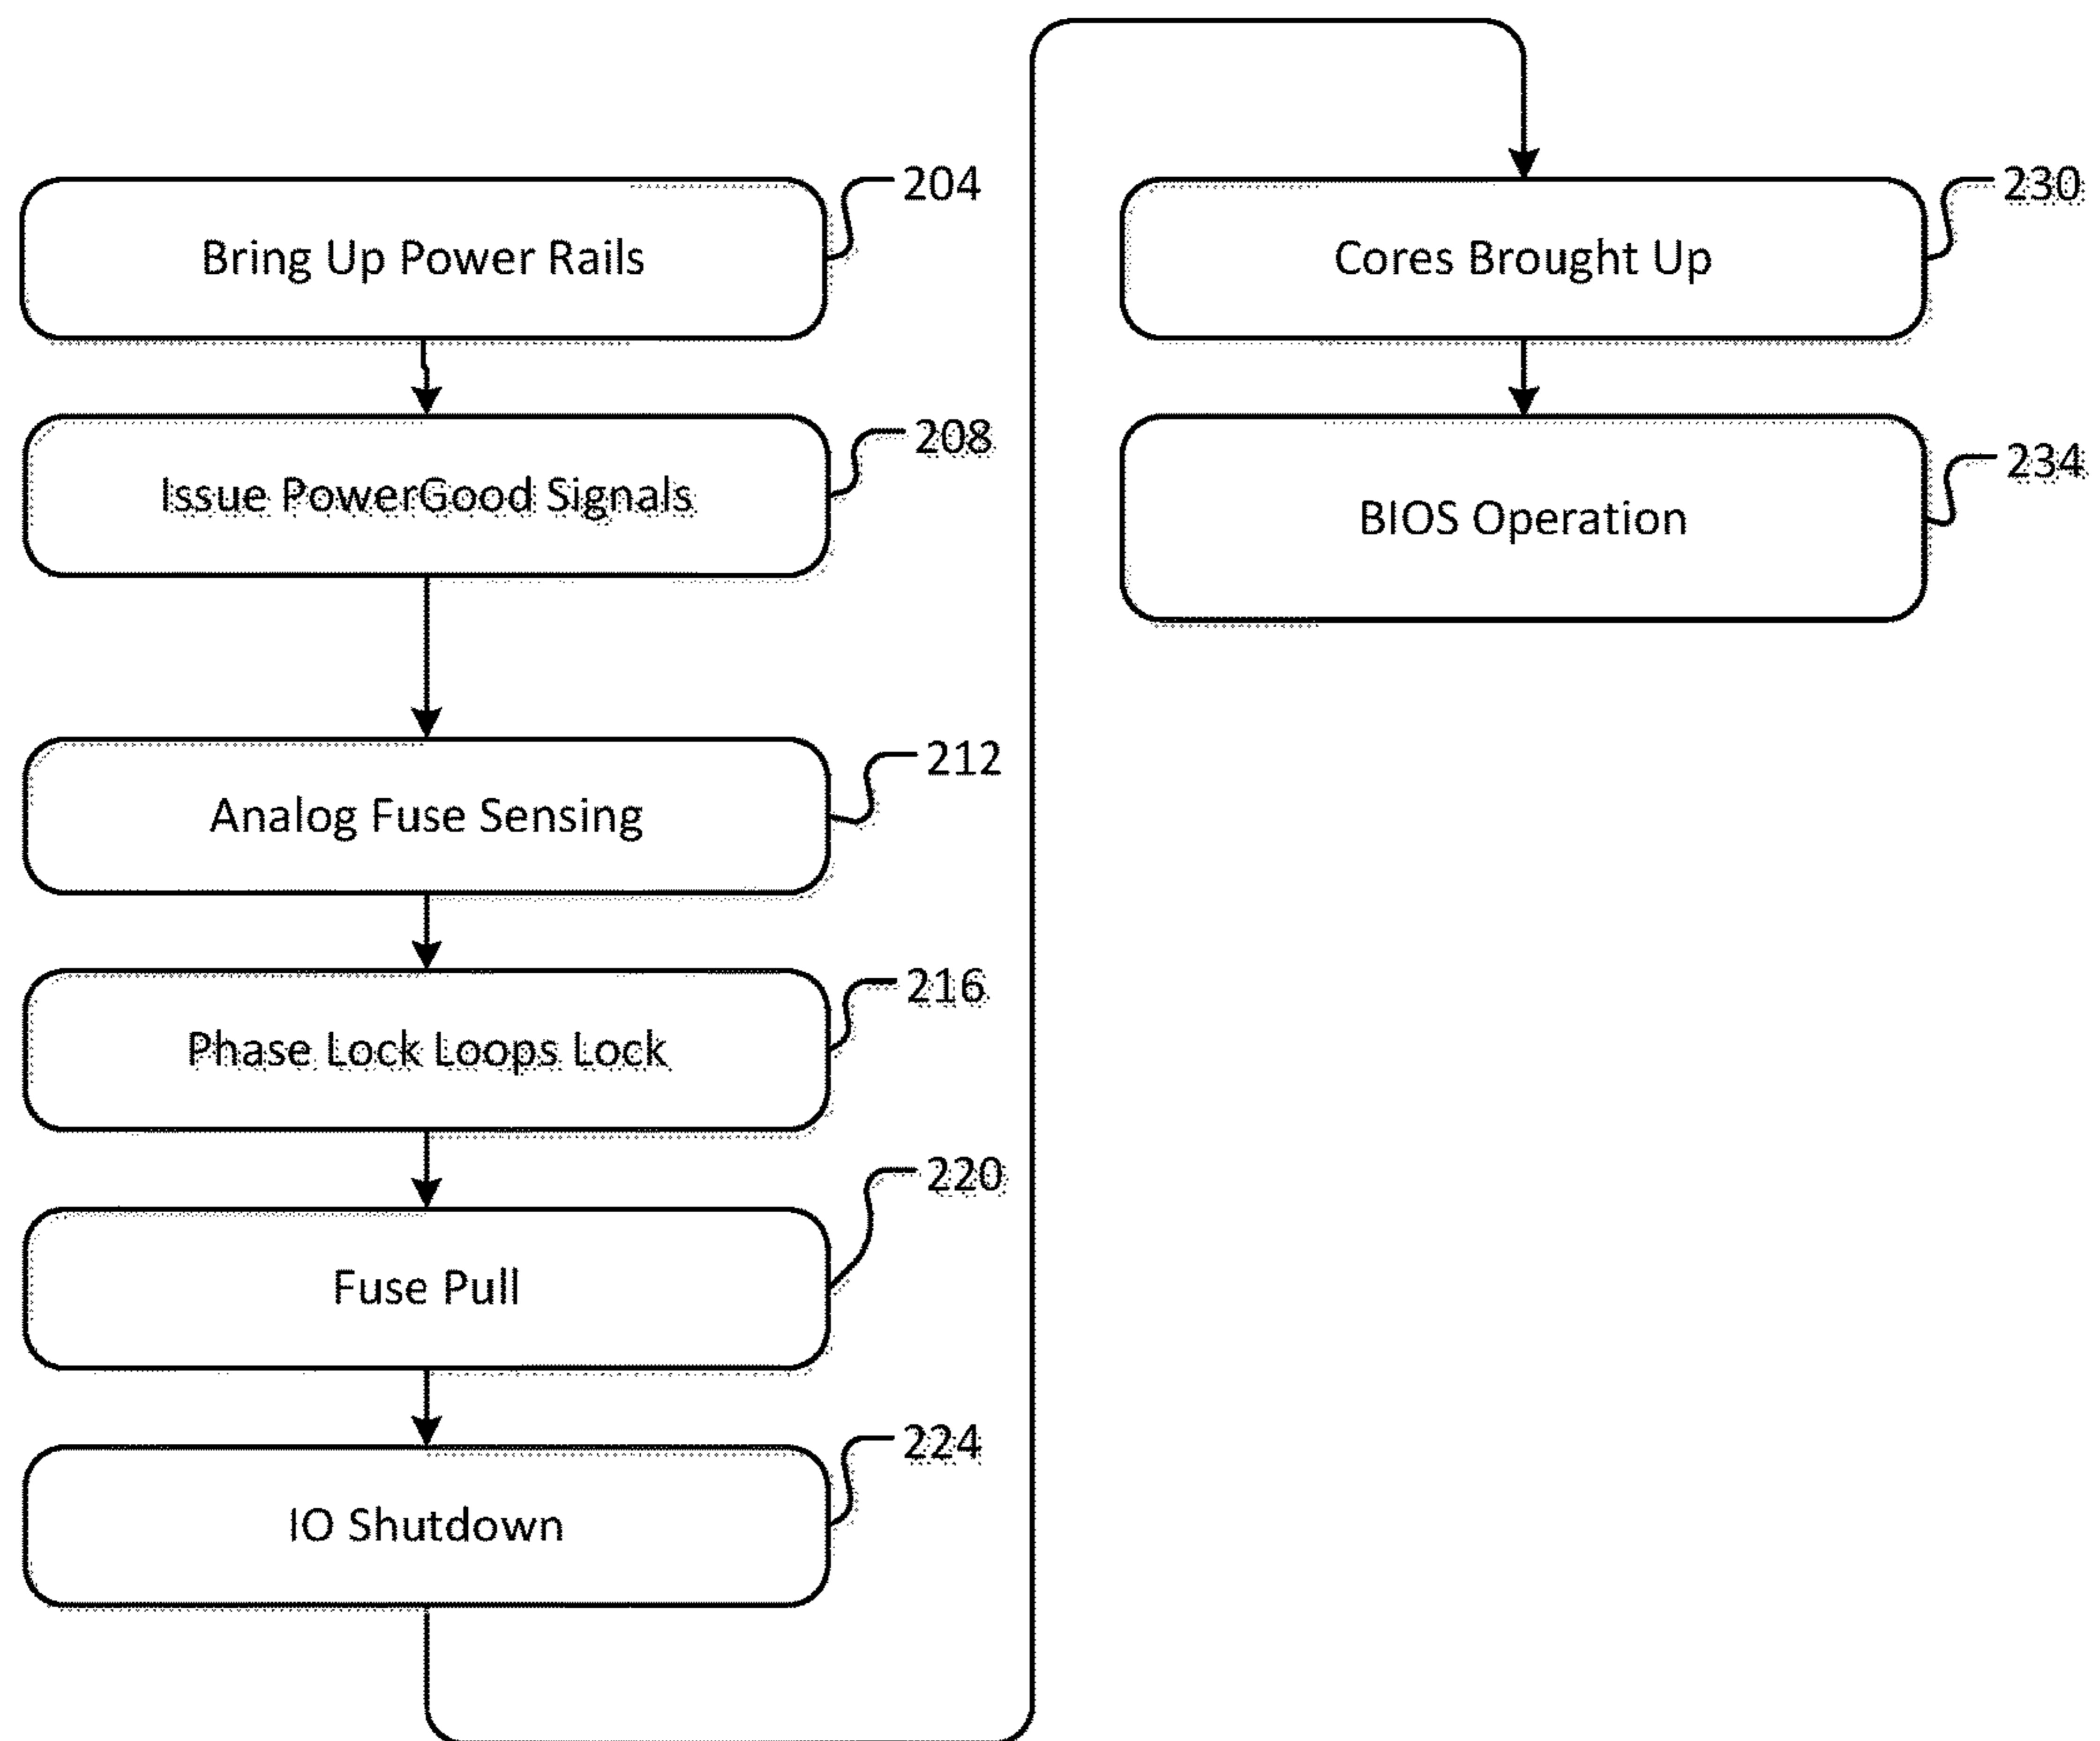 Bring Up Power Rails
204
Issue PowerGood Signals
208
Analog Fuse Sensing
212
Phase Lock Loops Lock
216
Fuse Pull
220
IO Shutdown
224
Cores Brought Up
230
BIOS Operation
234